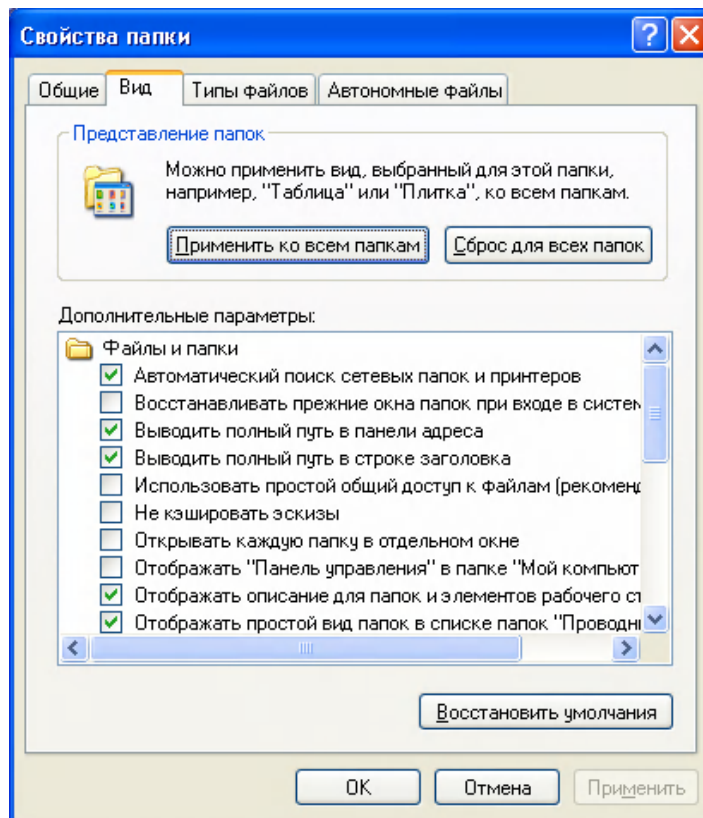 Свойства папки
Общие
Вид
Типы файлов
Автономные файлы
Представление папок
Можно применить вид, выбранный для этой папки,
например, "Таблица" или "Плитка", ко всем папкам.
Применить ко всем папкам
Сброс для всех папок
Дополнительные параметры:
Файлы и папки
Автоматический поиск сетевых папок и принтеров
Восстанавливать прежние окна папок при входе в систем
Выводить полный путь в панели адреса
Выводить полный путь в строке заголовка
Использовать простой общий доступ к файлам (рекоменд
Не кэшировать эскизы
Открывать каждую папку в отдельном окне
Отображать "Панель управления" в папке "Мой компьют
Отображать описание для папок и элементов рабочего ст
Отображать простой вид папок в списке папок "Проводни
Восстановить умолчания
OK
Отмена
Применить